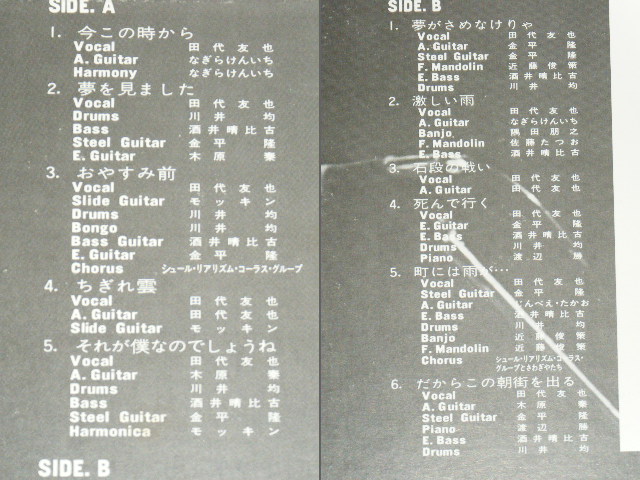 SIDE. A
1. 今この時から
Vocal 田代友也
A. Guitar なぎらけんいち
Harmony なぎらけんいち
2. 夢を見ました
Vocal 田代友也
Drums 川井均
Bass 酒井晴比古
Steel Guitar 金平隆
E. Guitar 木原秦
3. おやすみ前
Vocal 田代友也
Slide Guitar モッキン
Drums 川井均
Bongo 川井均
Bass Guitar 酒井晴比古
E. Guitar 金平隆
Chorus シュール・リアリズム・コーラス・グループ
4. ちぎれ雲
Vocal 田代友也
A. Guitar 田代友也
Slide Guitar モッキン
5. それが僕なのでしょうね
Vocal 田代友也
A. Guitar 木原秦
Drums 川井均
Bass 酒井晴比古
Steel Guitar 金平隆
Harmonica モッキン
SIDE. B
SIDE. B
1. 夢がさめなけりゃ
Vocal 田代友也
A. Guitar 金平隆
Steel Guitar 金平隆
F. Mandolin 近藤俊策
E. Bass 酒井晴比古
Drums 川井均
2. 激しい雨
Vocal 田代友也
A. Guitar なぎらけんいち
Banjo 隅田朋之
F. Mandolin 佐藤たつお
E. Bass 酒井晴比古
3. 石段の戦い
Vocal 田代友也
A. Guitar 田代友也
4. 死んで行く
Vocal 田代友也
E. Guitar 金平隆
E. Bass 酒井晴比古
Drums 川井均
Piano 渡辺勝
5. 町には雨が…
Vocal 田代友也
Steel Guitar 金平隆
A. Guitar じんべえ・たかお
E. Bass 酒井晴比古
Drums 川井均
Banjo 近藤俊策
F. Mandolin 近藤俊策
Chorus シュール・リアリズム・コーラス・
グループとさわぎやたち
6. だからこの朝街を出る
Vocal 田代友也
A. Guitar 木原秦
Steel Guitar 金平隆
Piano 渡辺勝
E. Bass 酒井晴比古
Drums 川井均